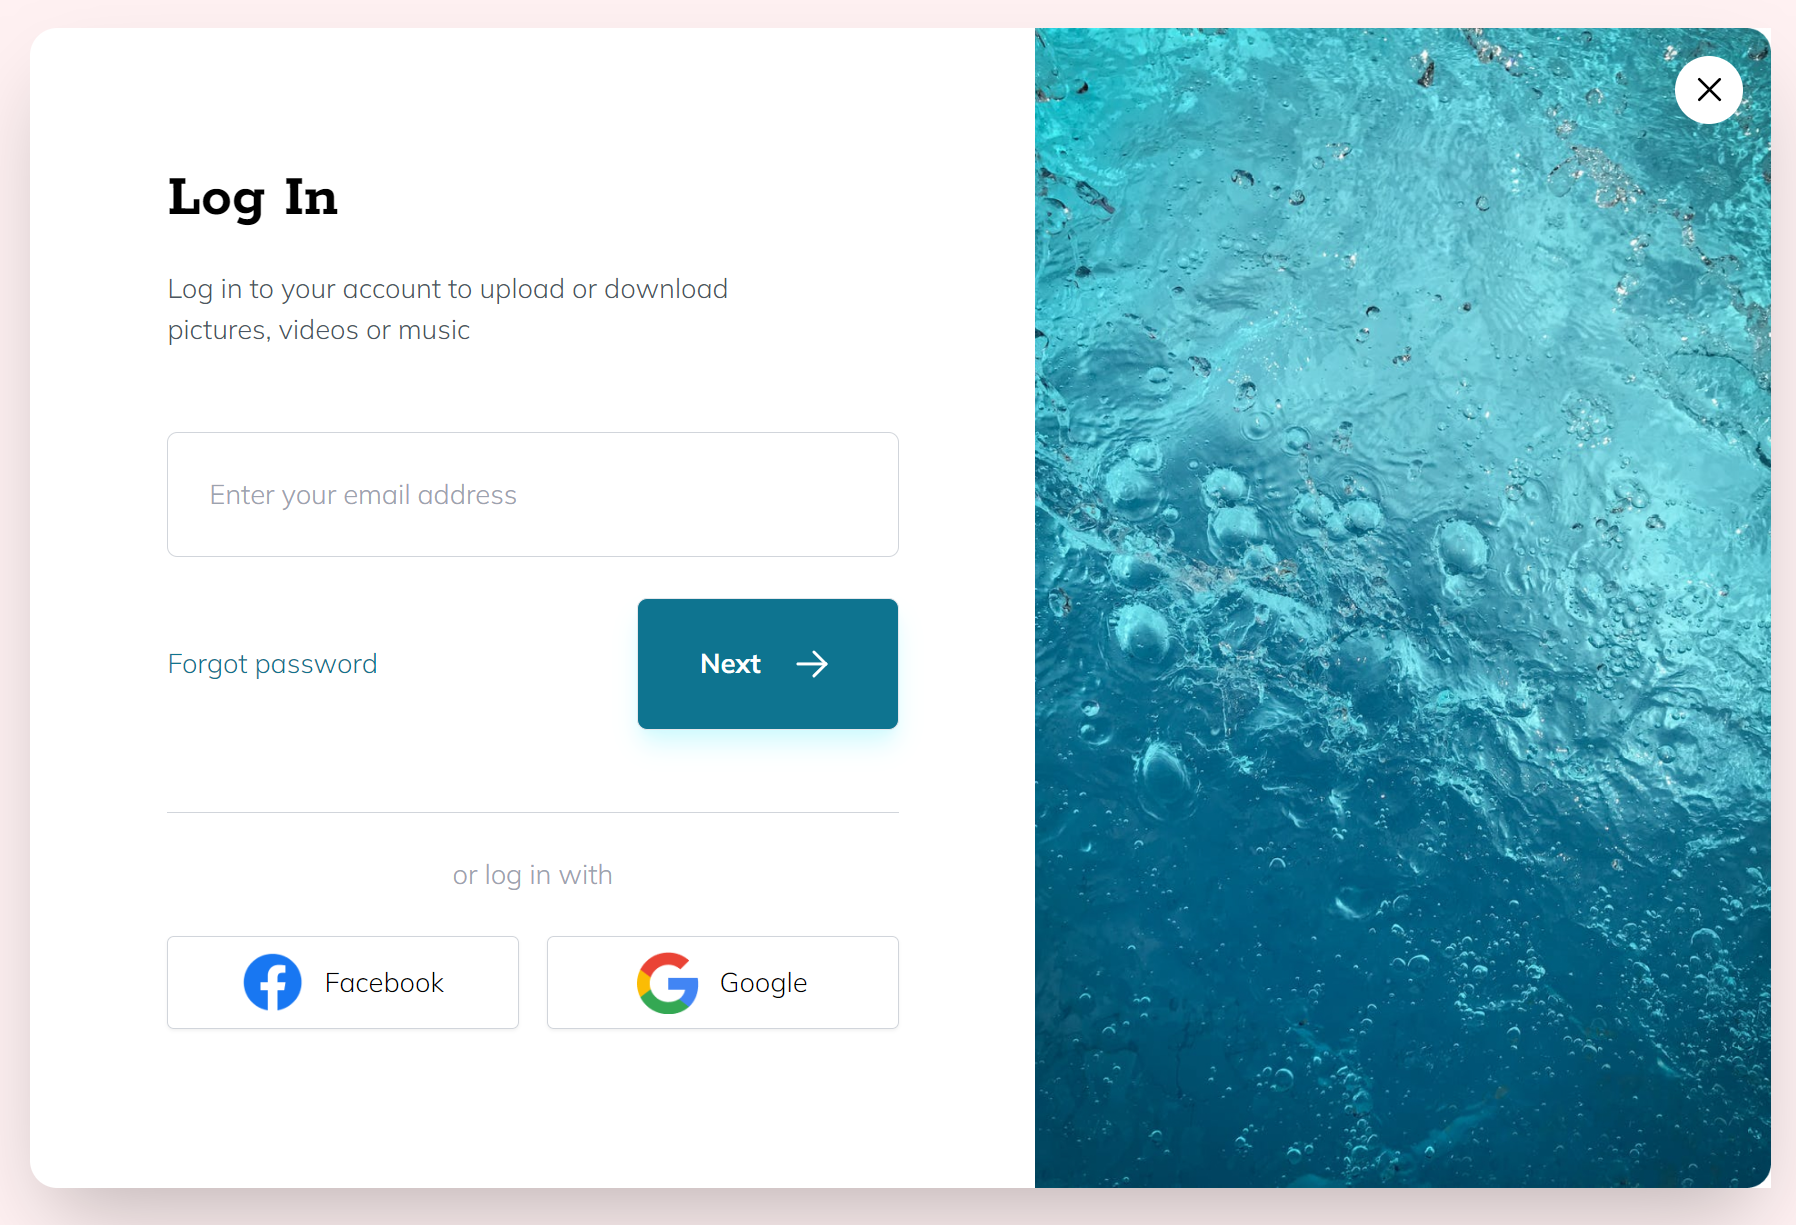 Log In
Log in to your account to upload or download
pictures, videos or music
Enter your email address
Forgot password
Next
or log in with
Facebook
Google